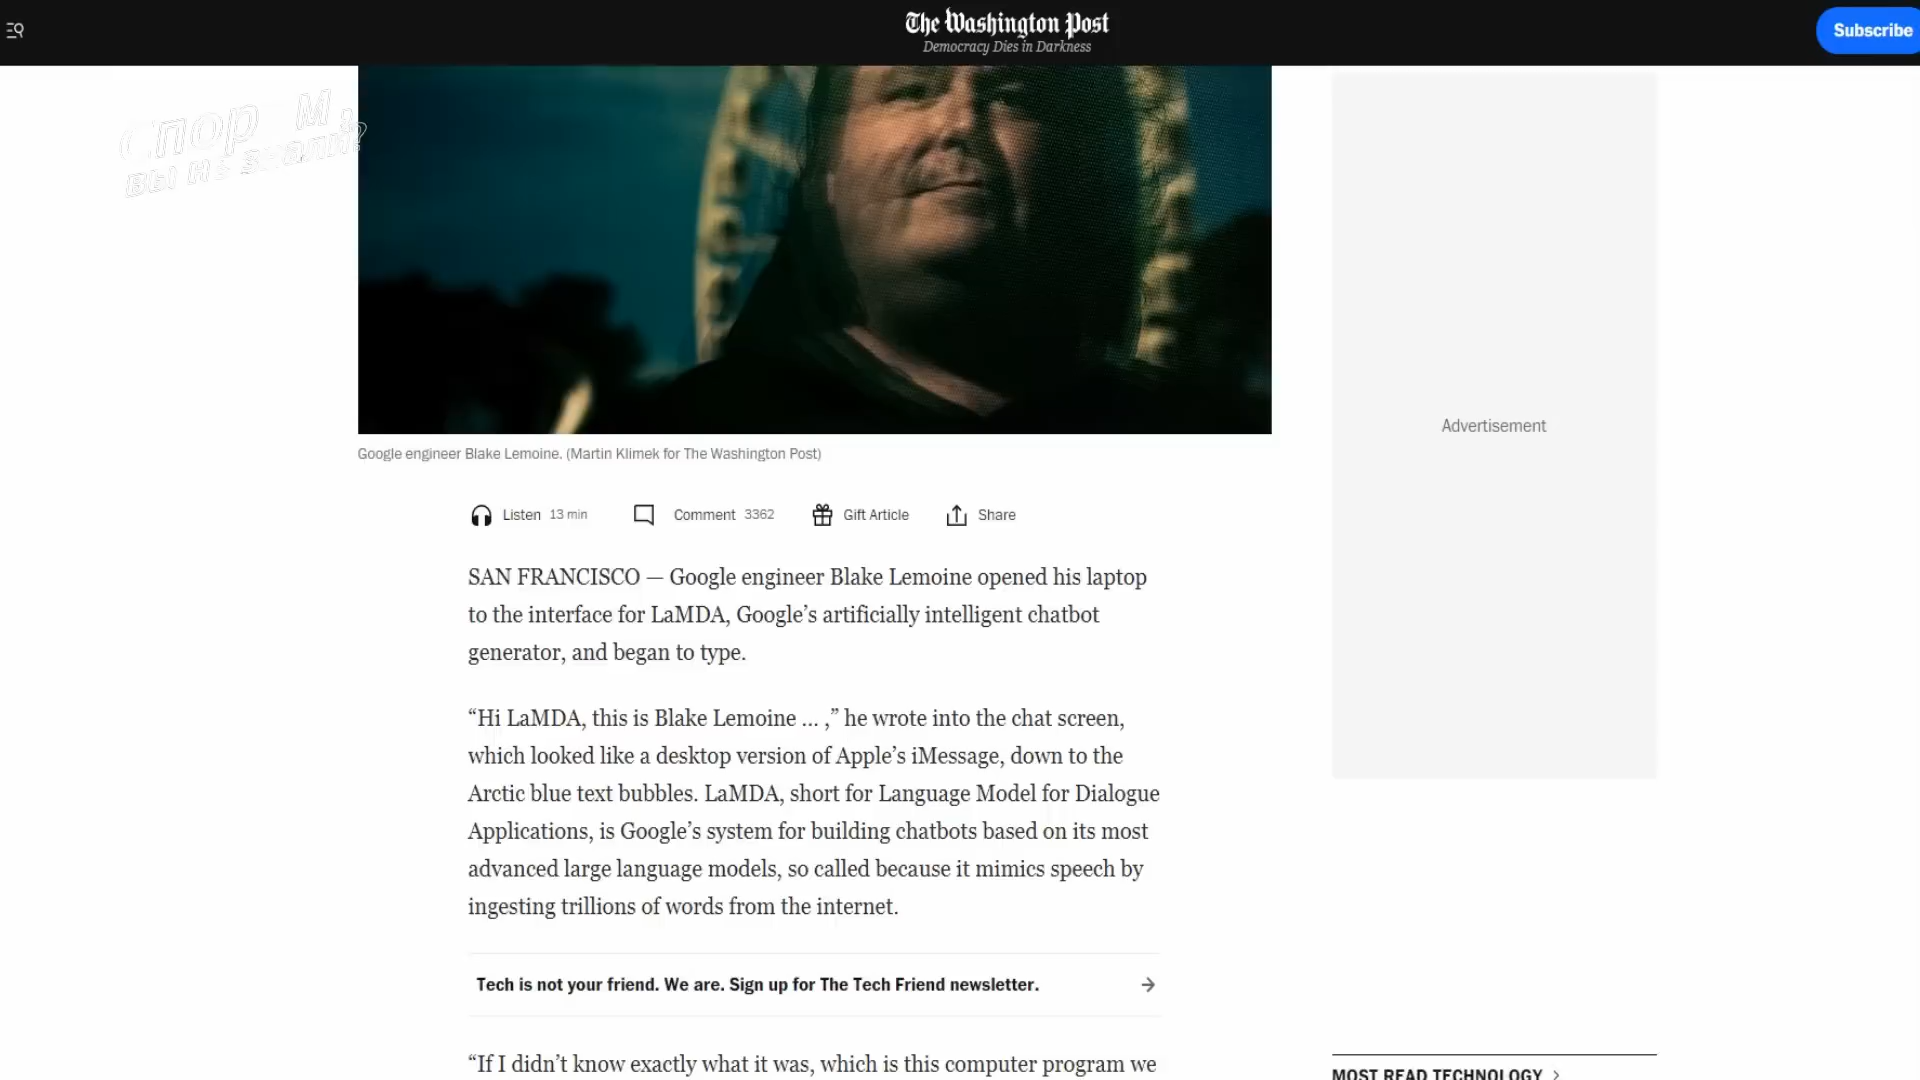 The Washington Post
Democracy Dies in Darkness
Subscribe
Спор
Вы не знали?
Advertisement
Google engineer Blake Lemoine. (Martin Klimek for The Washington Post)
Listen 13 min Comment 3362 Gift Article Share
SAN FRANCISCO — Google engineer Blake Lemoine opened his laptop
to the interface for LaMDA, Google’s artificially intelligent chatbot
generator, and began to type.
“Hi LaMDA, this is Blake Lemoine ... ,” he wrote into the chat screen,
which looked like a desktop version of Apple’s iMessage, down to the
Arctic blue text bubbles. LaMDA, short for Language Model for Dialogue
Applications, is Google’s system for building chatbots based on its most
advanced large language models, so called because it mimics speech by
ingesting trillions of words from the internet.
Tech is not your friend. We are. Sign up for The Tech Friend newsletter.
“If I didn’t know exactly what it was, which is this computer program we
MOST READ TECHNOLOGY